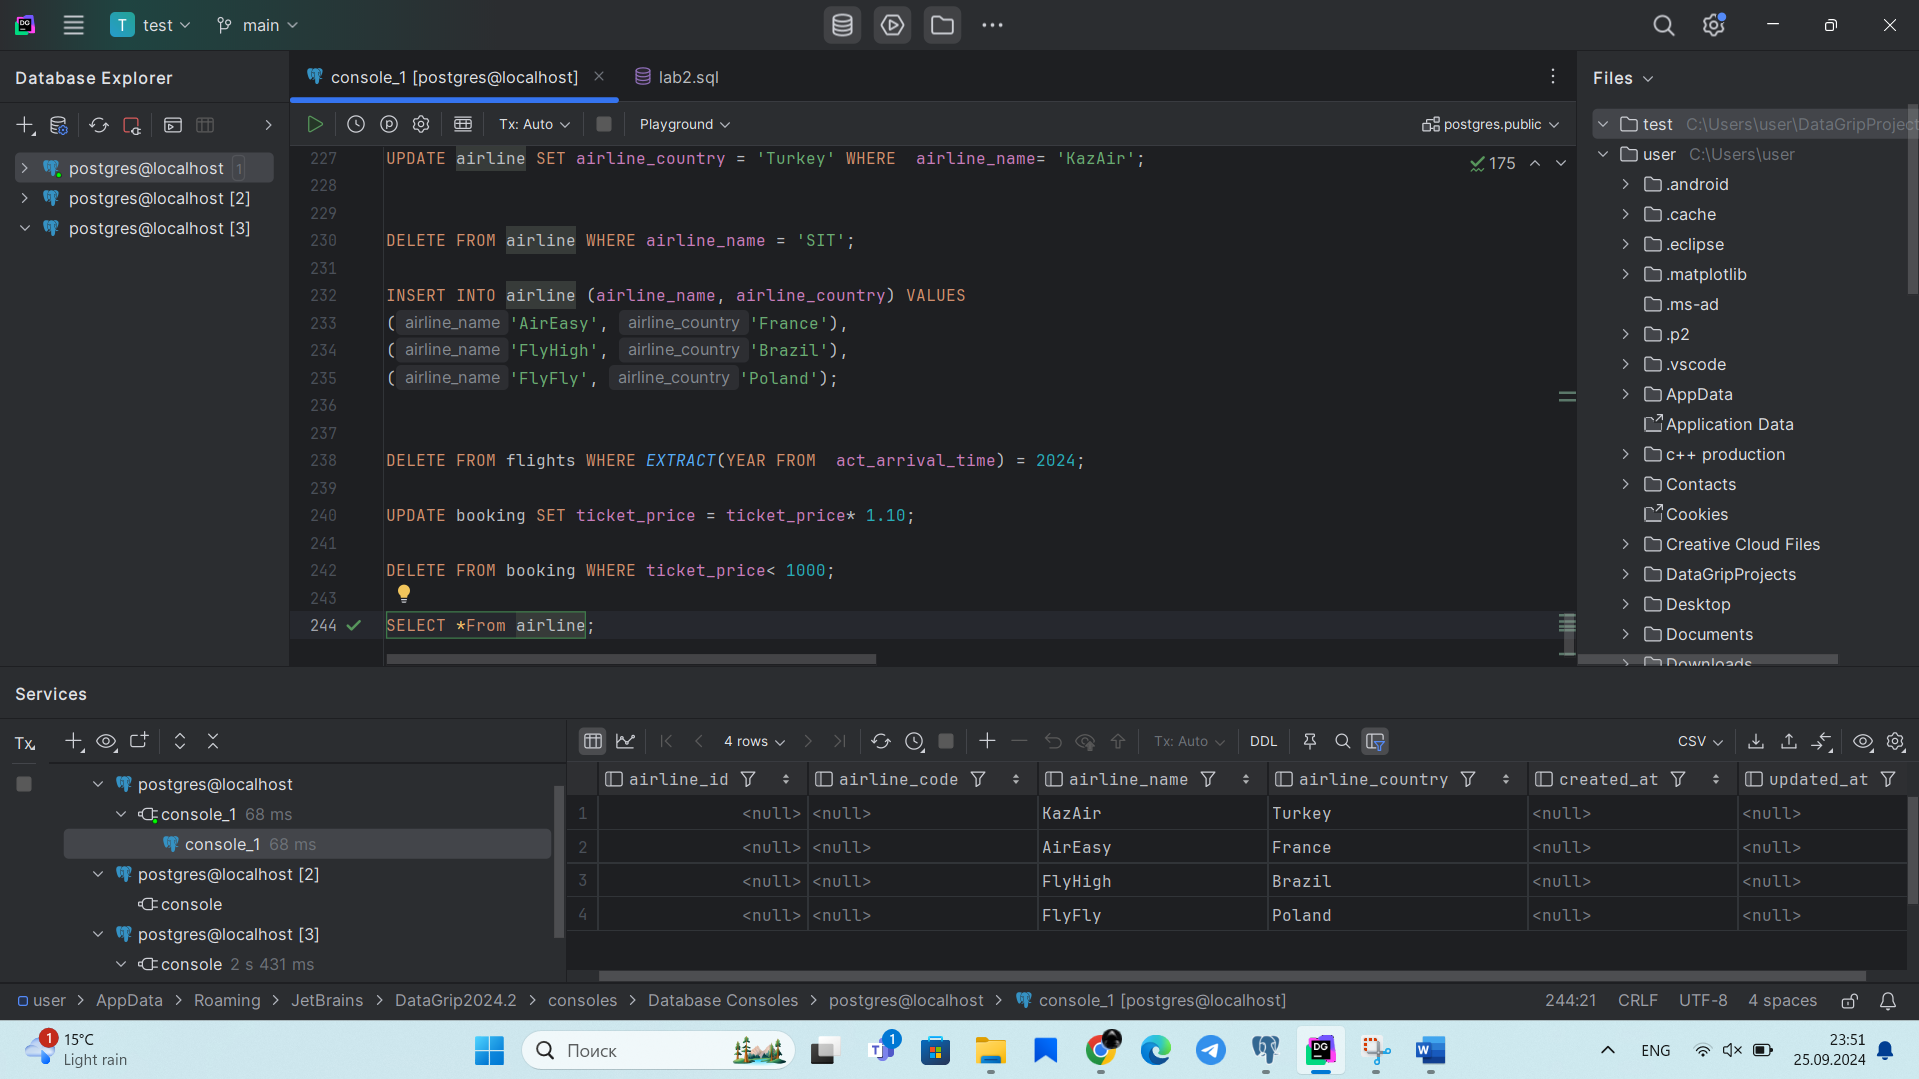 T test main
Database Explorer
console_1 [postgres@localhost]
lab2.sql
Files
Tx: Auto
Playground
postgres.public
postgres@localhost 1
postgres@localhost [2]
postgres@localhost [3]
175
227 UPDATE airline SET airline_country = 'Turkey' WHERE airline_name= 'KazAir';
228
229
230 DELETE FROM airline WHERE airline_name = 'SIT';
231
232 INSERT INTO airline (airline_name, airline_country) VALUES
233 ( airline_name 'AirEasy', airline_country 'France'),
234 ( airline_name 'FlyHigh', airline_country 'Brazil'),
235 ( airline_name 'FlyFly', airline_country 'Poland');
236
237
238 DELETE FROM flights WHERE EXTRACT(YEAR FROM act_arrival_time) = 2024;
239
240 UPDATE booking SET ticket_price = ticket_price* 1.10;
241
242 DELETE FROM booking WHERE ticket_price< 1000;
243
244 SELECT *From airline;
test C:\Users\user\DataGripProject
user C:\Users\user
.android
.cache
.eclipse
.matplotlib
.ms-ad
.p2
.vscode
AppData
Application Data
c++ production
Contacts
Cookies
Creative Cloud Files
DataGripProjects
Desktop
Documents
Downloads
Services
Tx
postgres@localhost
console_1 68 ms
console_1 68 ms
postgres@localhost [2]
console
postgres@localhost [3]
console 2 s 431 ms
4 rows
Tx: Auto
DDL
CSV
airline_id airline_code airline_name airline_country created_at updated_at
1 <null> <null> KazAir Turkey <null> <null>
2 <null> <null> AirEasy France <null> <null>
3 <null> <null> FlyHigh Brazil <null> <null>
4 <null> <null> FlyFly Poland <null> <null>
user > AppData > Roaming > JetBrains > DataGrip2024.2 > consoles > Database Consoles > postgres@localhost > console_1 [postgres@localhost]
244:21 CRLF UTF-8 4 spaces
1
15°C
Light rain
Поиск
1
DG
W
ENG
23:51
25.09.2024